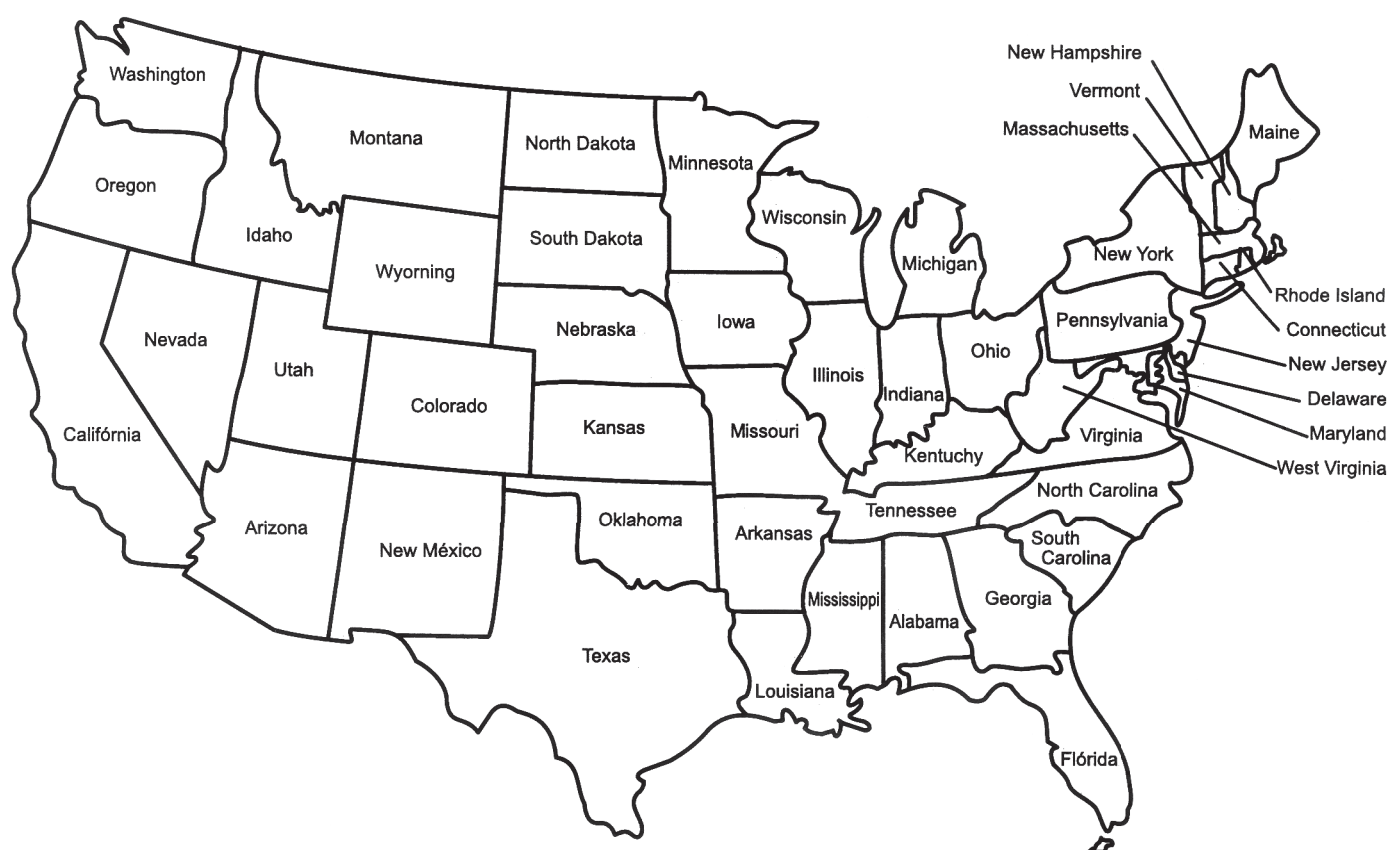 New Hampshire
Vermont
Massachusetts
Maine
Washington
Montana
North Dakota
Minnesota
Oregon
Idaho
South Dakota
Wisconsin
Wyorning
Michigan
New York
Rhode Island
Connecticut
New Jersey
Delaware
Maryland
West Virginia
Nevada
Utah
Nebraska
Iowa
Pennsylvania
Ohio
Illinois
Indiana
Colorado
Califórnia
Kansas
Missouri
Kentuchy
Virginia
North Carolina
Tennessee
Arizona
New México
Oklahoma
Arkansas
South
Carolina
Mississippi
Alabama
Georgia
Texas
Louisiana
Flórida